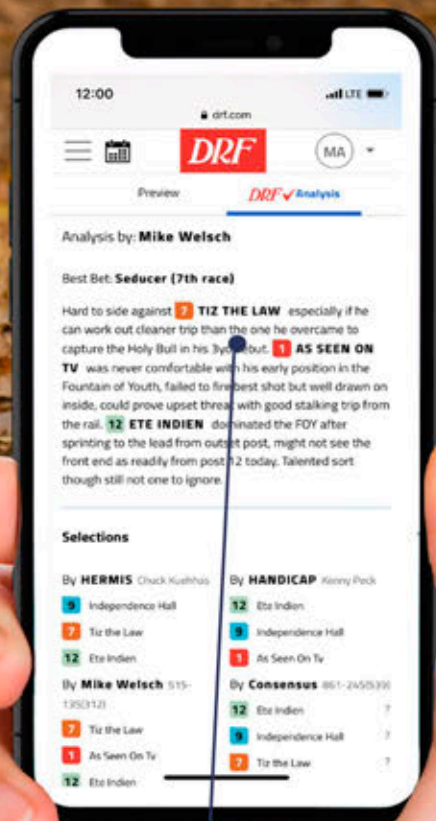 12:00
LTE
drf.com
DRF
MA
Preview
DRF Analysis
Analysis by: Mike Welsch
Best Bet: Seducer (7th race)
Hard to side against 7 TIZ THE LAW especially if he
can work out cleaner trip than the one he overcame to
capture the Holy Bull in his 3yo debut. 1 AS SEEN ON
TV was never comfortable with his early position in the
Fountain of Youth, failed to fire best shot but well drawn on
inside, could prove upset threat with good stalking trip from
the rail. 12 ETE INDIEN dominated the FOY after
sprinting to the lead from outset post, might not see the
front end as readily from post 12 today. Talented sort
though still not one to ignore.
Selections
By HERMIS Chuck Kuehhas
9 Independence Hall
7 Tiz the Law
12 Ete Indien
By HANDICAP Kenny Peck
12 Ete Indien
9 Independence Hall
1 As Seen On Tv
By Mike Welsch 515-
135(312)
7 Tiz the Law
1 As Seen On Tv
12 Ete Indien
By Consensus 861-245(539)
12 Ete Indien ?
9 Independence Hall ?
7 Tiz the Law ?